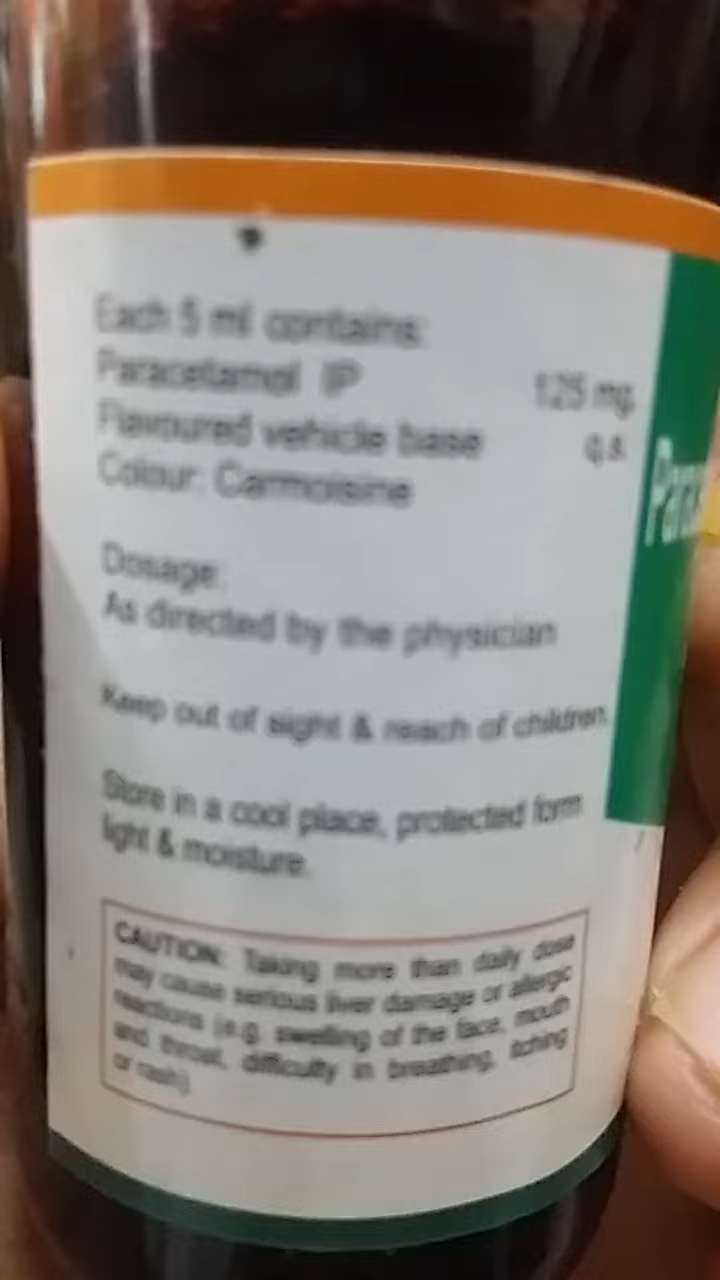 Each 5 ml contains:
Paracetamol IP 125 mg.
Flavoured vehicle base q.s.
Colour: Carmoisine
Dosage:
As directed by the physician
Keep out of sight & reach of children.
Store in a cool place, protected form
light & moisture.
CAUTION: Taking more than daily dose
may cause serious liver damage or allergic
reactions (e.g. swelling of the face, mouth
and throat, difficulty in breathing, itching
or rash)
Para